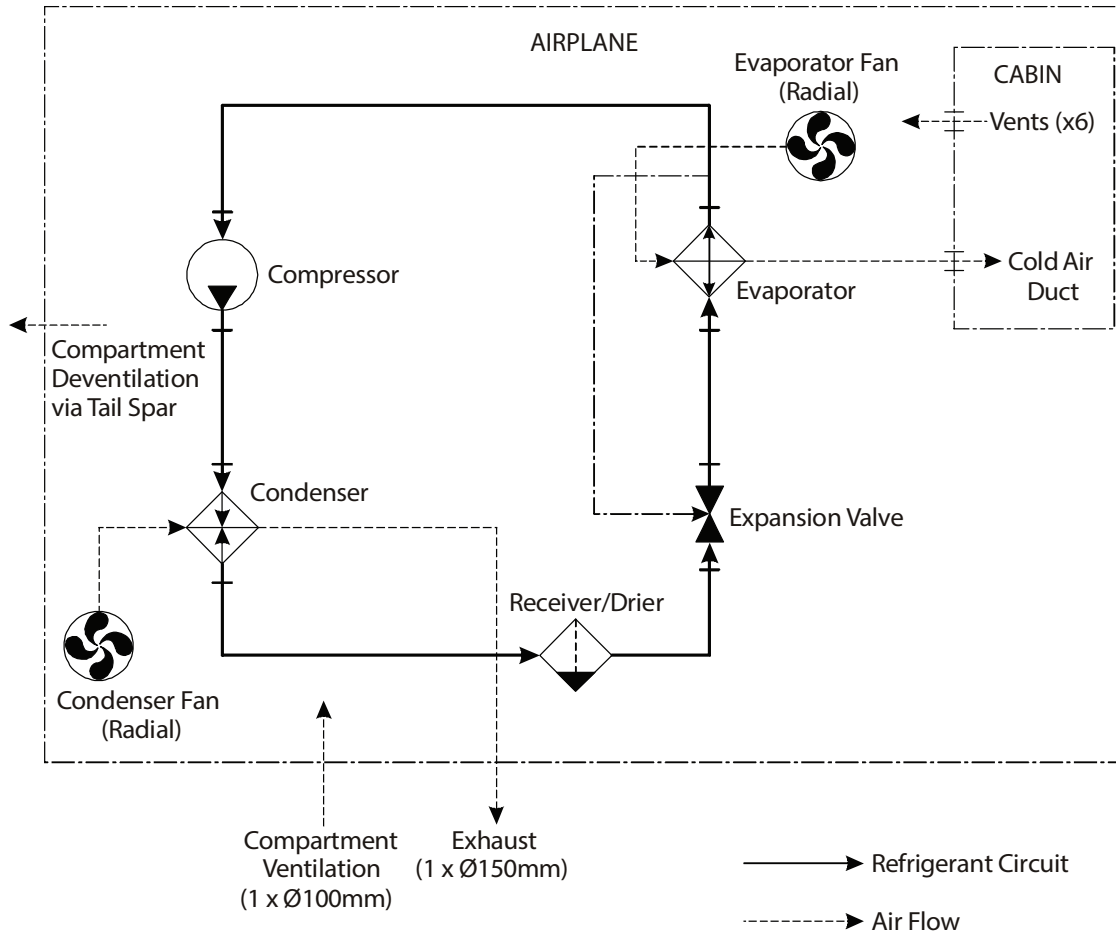 AIRPLANE
Evaporator Fan
(Radial)
CABIN
Vents (x6)
Compressor
Evaporator
Cold Air
Duct
Compartment
Deventilation
via Tail Spar
Condenser
Expansion Valve
Receiver/Drier
Condenser Fan
(Radial)
Compartment
Ventilation
(1 x Ø100mm)
Exhaust
(1 x Ø150mm)
Refrigerant Circuit
Air Flow